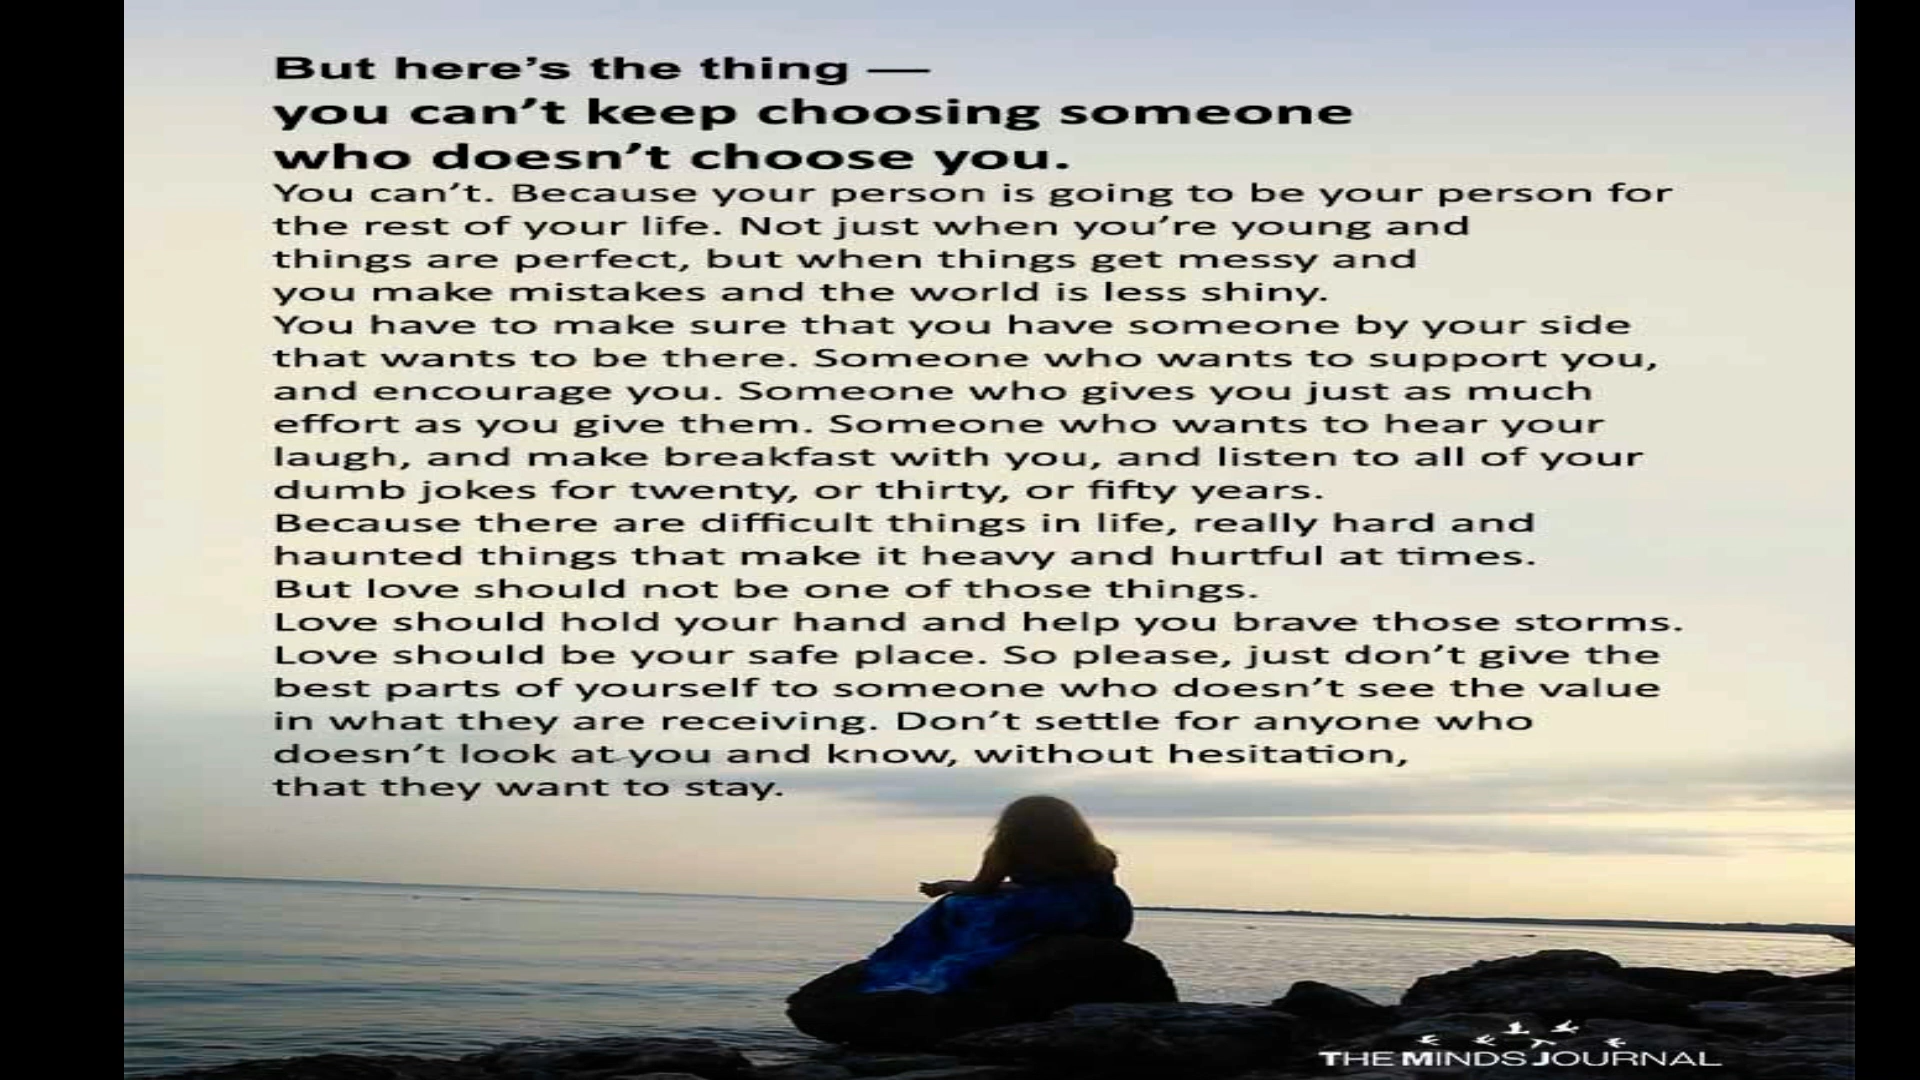 But here's the thing —
you can't keep choosing someone
who doesn't choose you.
You can't. Because your person is going to be your person for
the rest of your life. Not just when you're young and
things are perfect, but when things get messy and
you make mistakes and the world is less shiny.
You have to make sure that you have someone by your side
that wants to be there. Someone who wants to support you,
and encourage you. Someone who gives you just as much
effort as you give them. Someone who wants to hear your
laugh, and make breakfast with you, and listen to all of your
dumb jokes for twenty, or thirty, or fifty years.
Because there are difficult things in life, really hard and
haunted things that make it heavy and hurtful at times.
But love should not be one of those things.
Love should hold your hand and help you brave those storms.
Love should be your safe place. So please, just don't give the
best parts of yourself to someone who doesn't see the value
in what they are receiving. Don't settle for anyone who
doesn't look at you and know, without hesitation,
that they want to stay.
THE MINDS JOURNAL